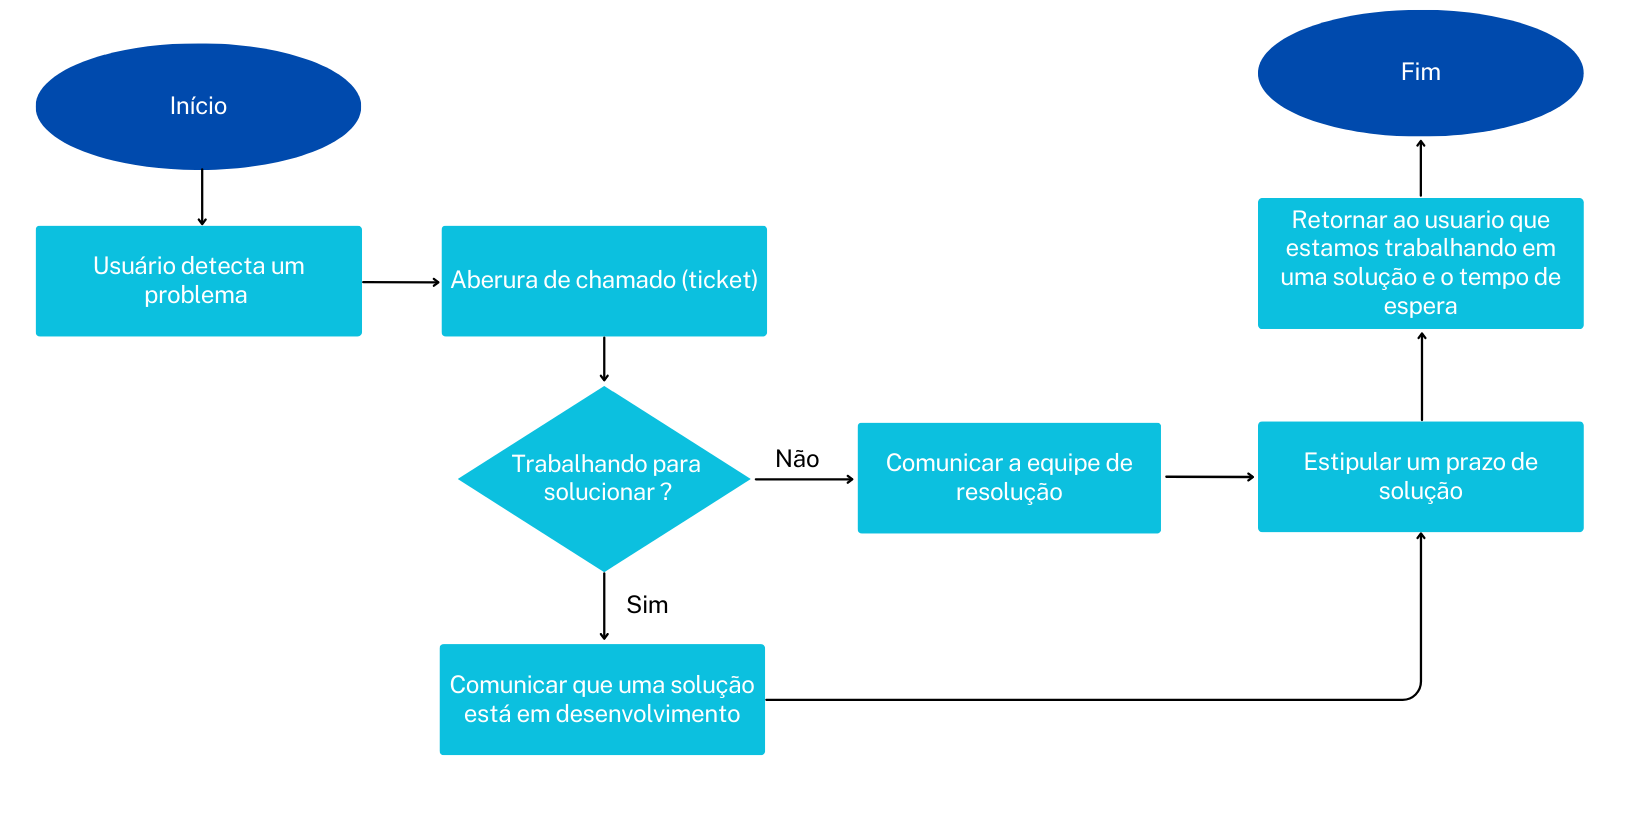 Início
Usuário detecta um
problema
Aberura de chamado (ticket)
Trabalhando para
solucionar ?
Não
Comunicar a equipe de
resolução
Sim
Comunicar que uma solução
está em desenvolvimento
Estipular um prazo de
solução
Retornar ao usuario que
estamos trabalhando em
uma solução e o tempo de
espera
Fim